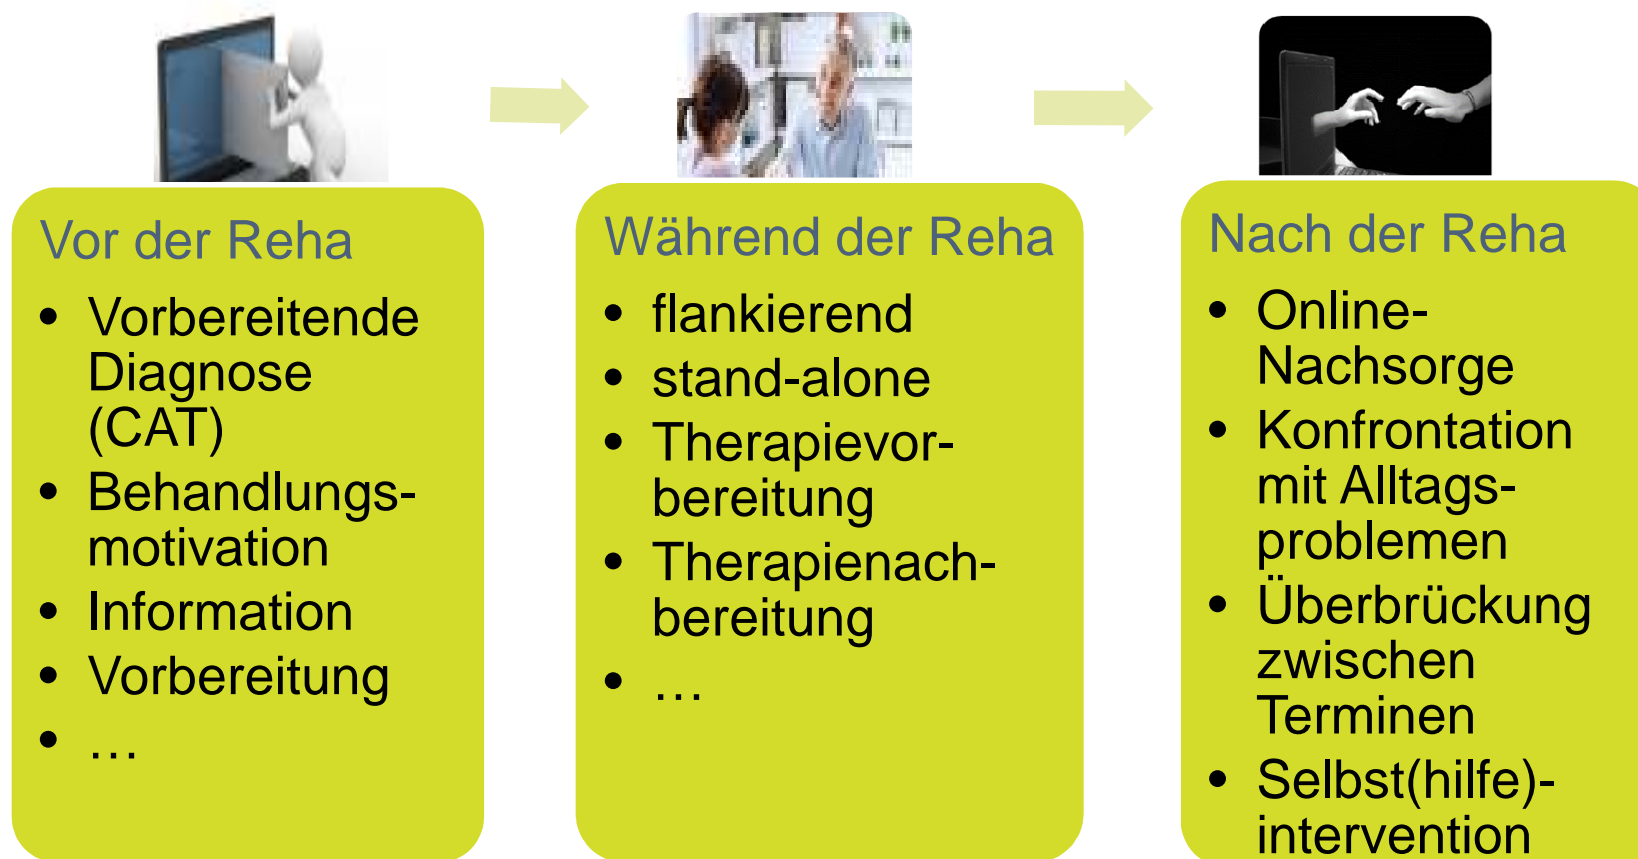 Vor der Reha
• Vorbereitende
Diagnose
(CAT)
• Behandlungs-
motivation
• Information
• Vorbereitung
• …
Während der Reha
• flankierend
• stand-alone
• Therapievor-
bereitung
• Therapienach-
bereitung
• …
Nach der Reha
• Online-
Nachsorge
• Konfrontation
mit Alltags-
problemen
• Überbrückung
zwischen
Terminen
• Selbst(hilfe)-
intervention